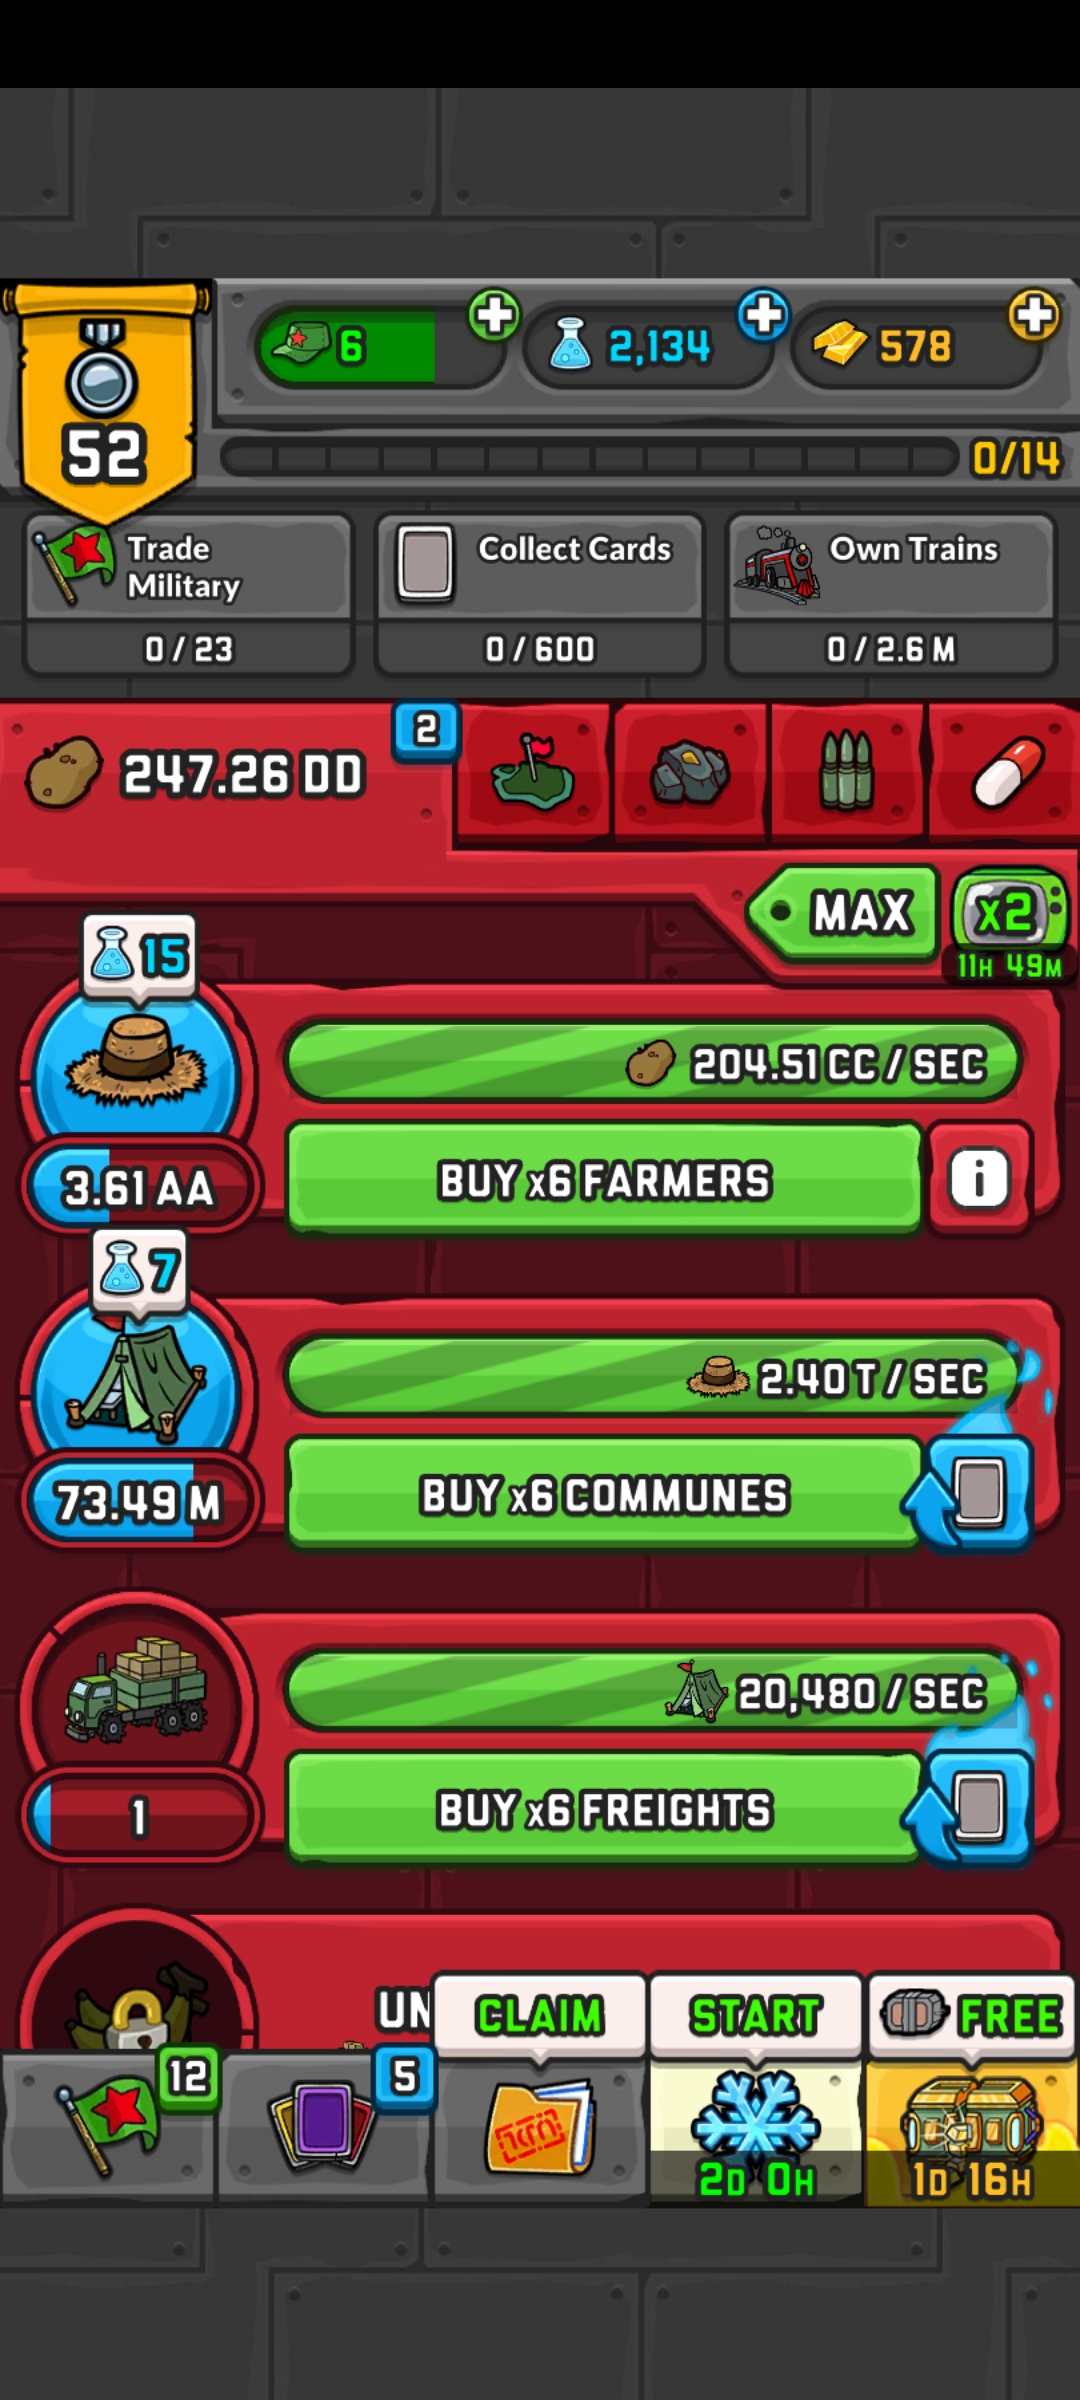 6
2,134
578
52
0/14
Trade
Military
Collect Cards
Own Trains
0 / 23
0 / 600
0 / 2.6 M
247.26 DD
2
MAX
x2
11H 49M
15
204.51 CC / SEC
3.61 AA
BUY x6 FARMERS
i
7
2.40 T / SEC
73.49 M
BUY x6 COMMUNES
20,480 / SEC
1
BUY x6 FREIGHTS
UN
CLAIM
START
FREE
12
5
2D 0H
1D 16H